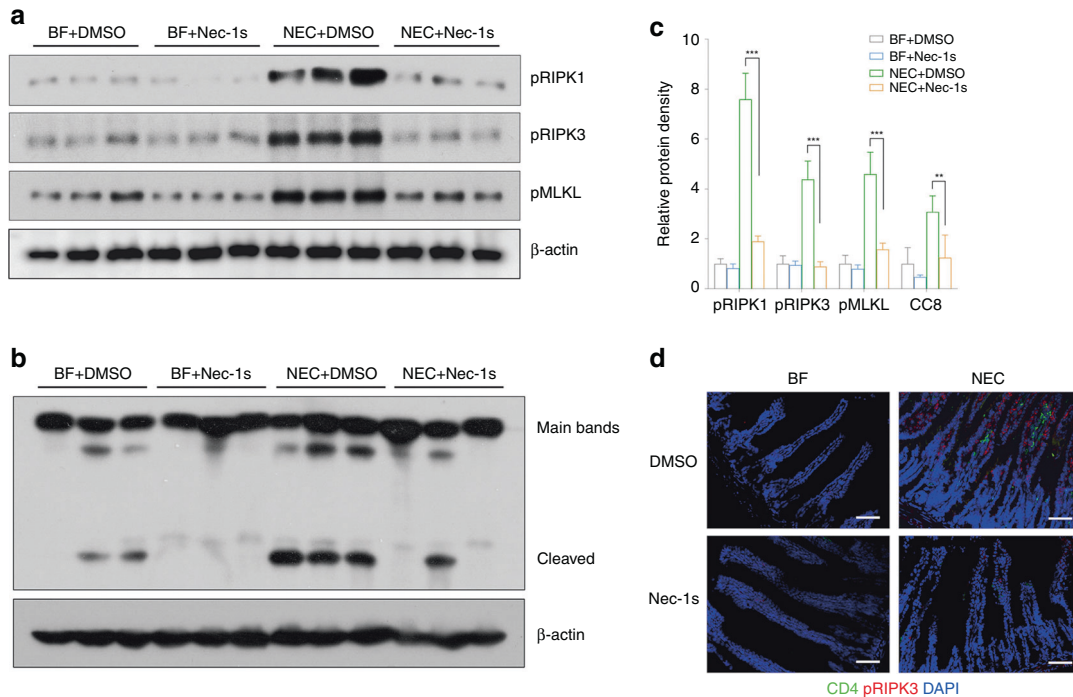 a
BF+DMSO BF+Nec-1s NEC+DMSO NEC+Nec-1s
pRIPK1
pRIPK3
pMLKL
β-actin
b
BF+DMSO BF+Nec-1s NEC+DMSO NEC+Nec-1s
Main bands
Cleaved
β-actin
c
BF+DMSO
BF+Nec-1s
NEC+DMSO
NEC+Nec-1s
Relative protein density
10
8
6
4
2
0
***
***
***
**
pRIPK1 pRIPK3 pMLKL CC8
d
BF NEC
DMSO
Nec-1s
CD4 pRIPK3 DAPI